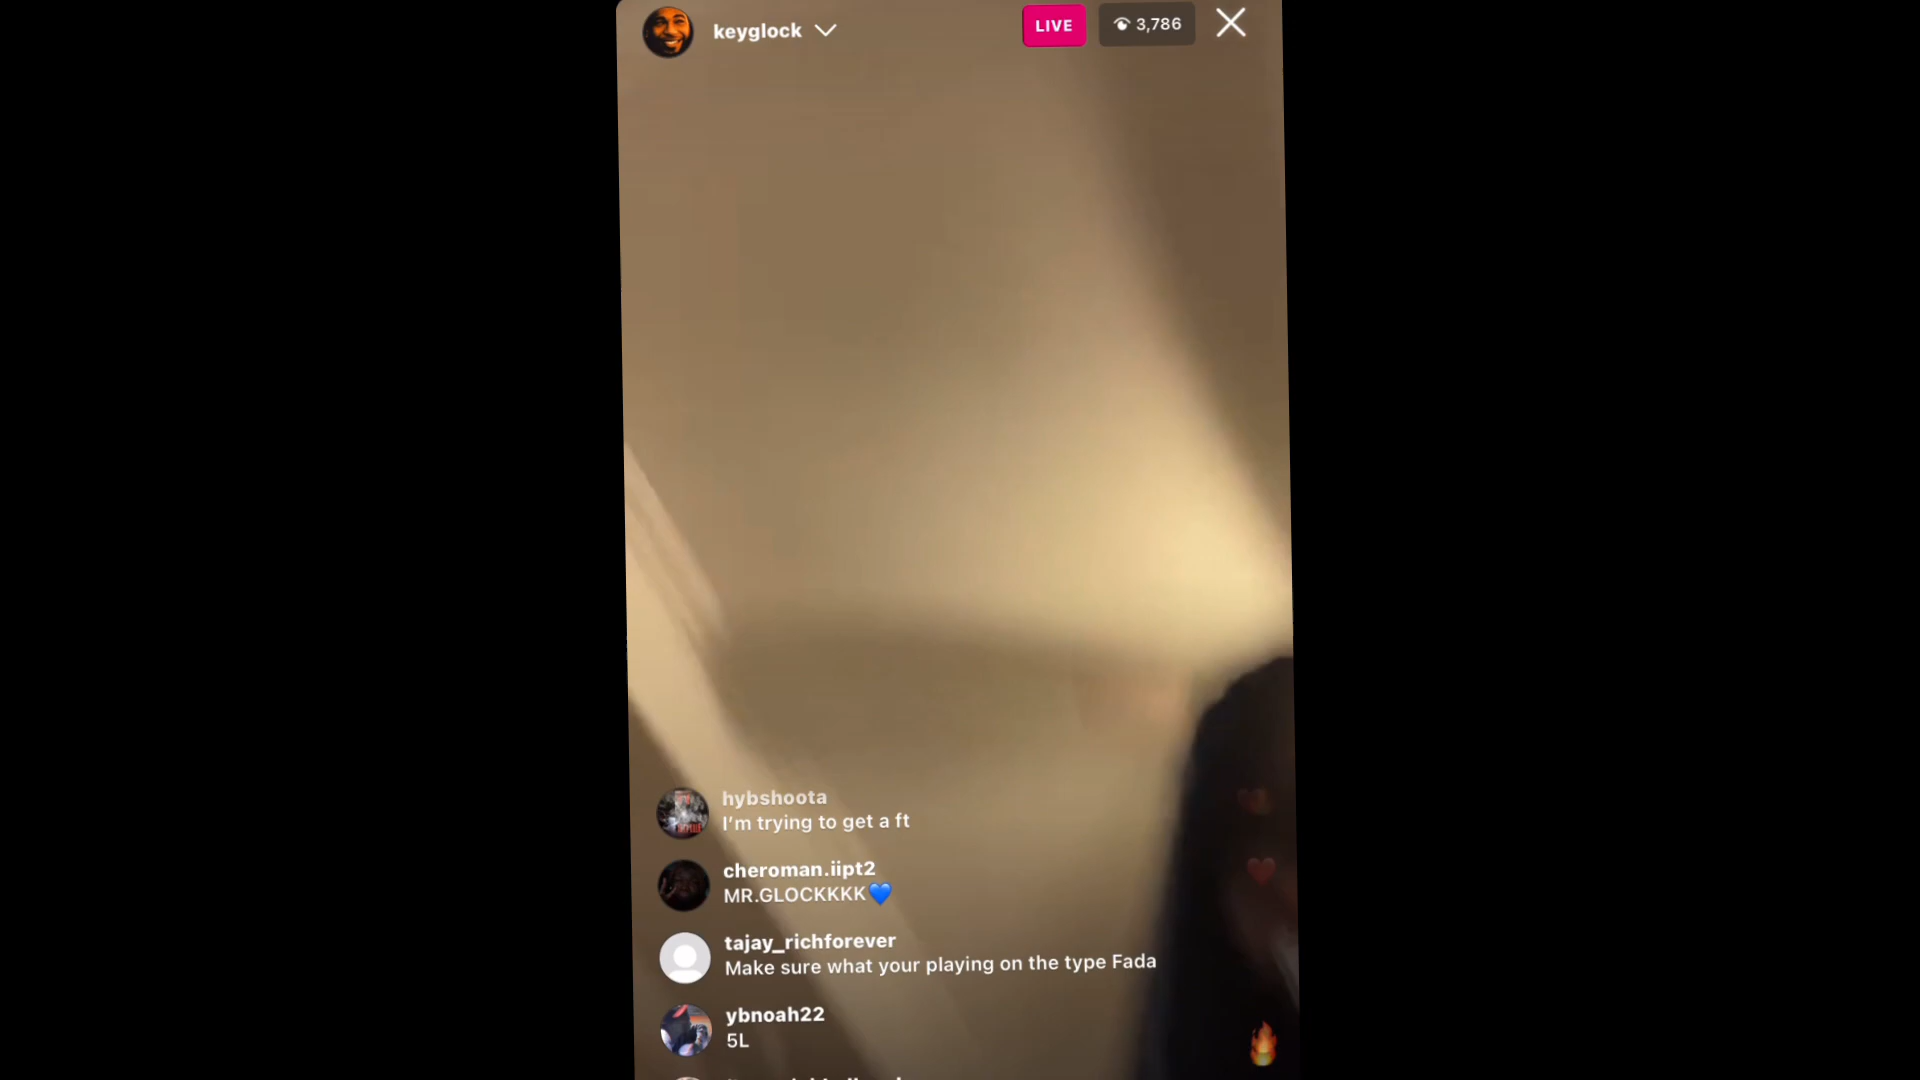 keyglock
LIVE
3,786
hybshoota
I'm trying to get a ft
cheroman.iipt2
MR.GLOCKKKK💙
tajay_richforever
Make sure what your playing on the type Fada
ybnoah22
5L